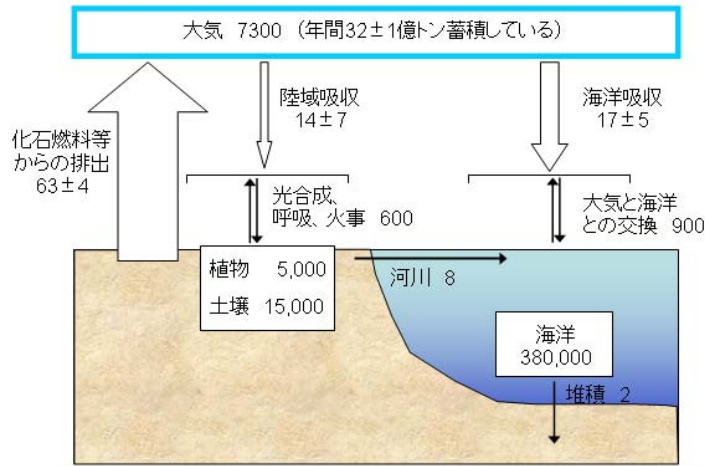 大気 7300 （年間32±1億トン蓄積している）
化石燃料等
からの排出
63±4
陸域吸収
14±7
海洋吸収
17±5
光合成、
呼吸、火事 600
大気と海洋
との交換 900
植物 5,000
土壌 15,000
河川 8
海洋
380,000
堆積 2